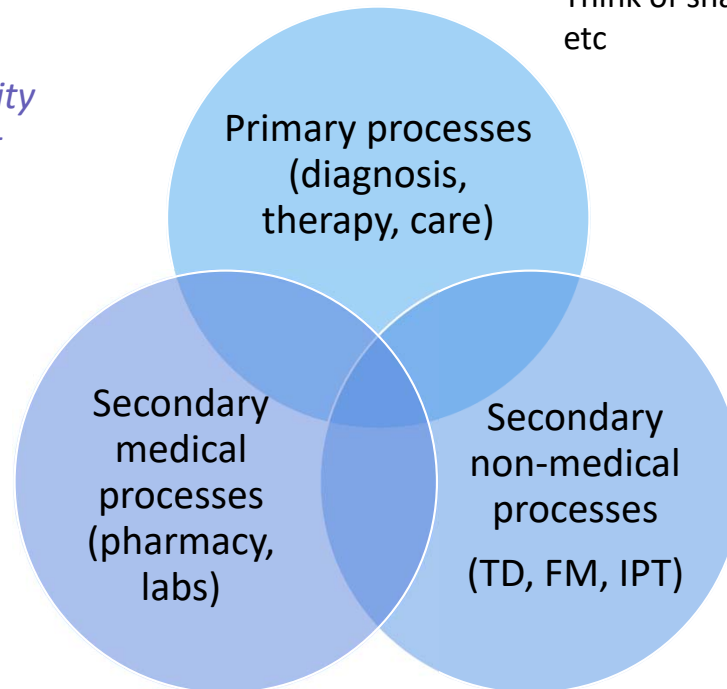 etc
Primary processes
(diagnosis,
therapy, care)
Secondary
medical
processes
(pharmacy,
labs)
Secondary
non-medical
processes
(TD, FM, IPT)